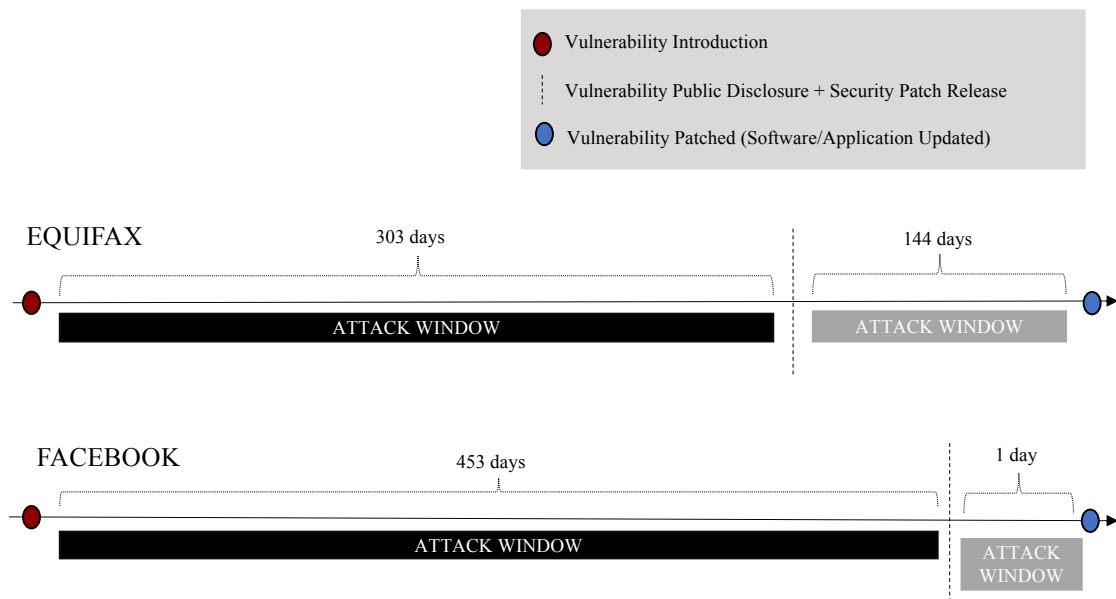 Vulnerability Introduction
Vulnerability Public Disclosure + Security Patch Release
Vulnerability Patched (Software/Application Updated)
EQUIFAX
303 days
144 days
ATTACK WINDOW
ATTACK WINDOW
FACEBOOK
453 days
1 day
ATTACK WINDOW
ATTACK
WINDOW